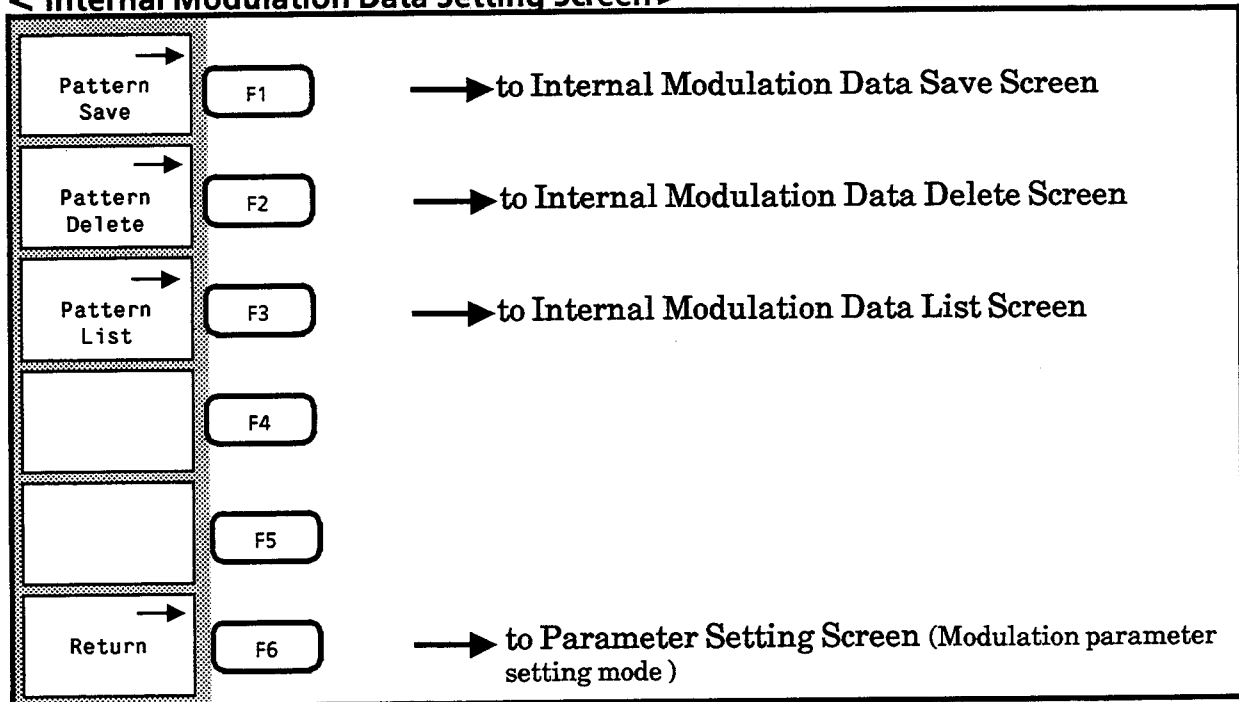 < Internal Modulation Data Setting Screen>
Pattern
Save
F1
to Internal Modulation Data Save Screen
Pattern
Delete
F2
to Internal Modulation Data Delete Screen
Pattern
List
F3
to Internal Modulation Data List Screen
F4
F5
Return
F6
to Parameter Setting Screen (Modulation parameter
setting mode )